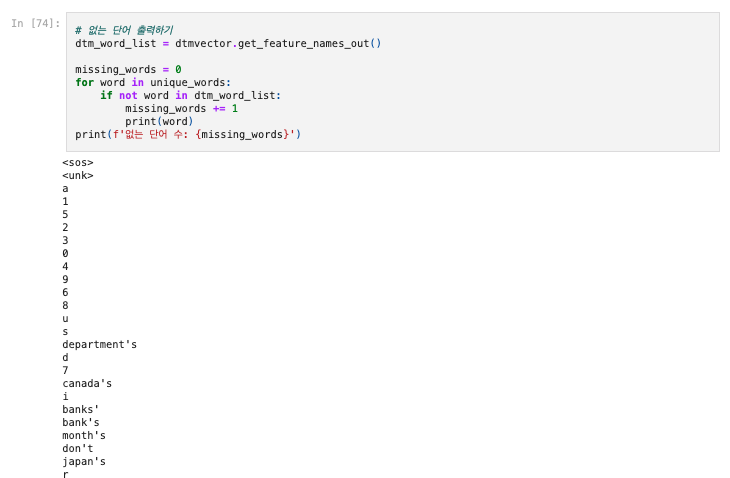 In [74]:
# 없는 단어 출력하기
dtm_word_list = dtmvector.get_feature_names_out()
missing_words = 0
for word in unique_words:
    if not word in dtm_word_list:
        missing_words += 1
        print(word)
print(f'없는 단어 수: {missing_words}')
<sos>
<unk>
a
1
5
2
3
0
4
9
6
8
u
s
department's
d
7
canada's
i
banks'
bank's
month's
don't
japan's
r